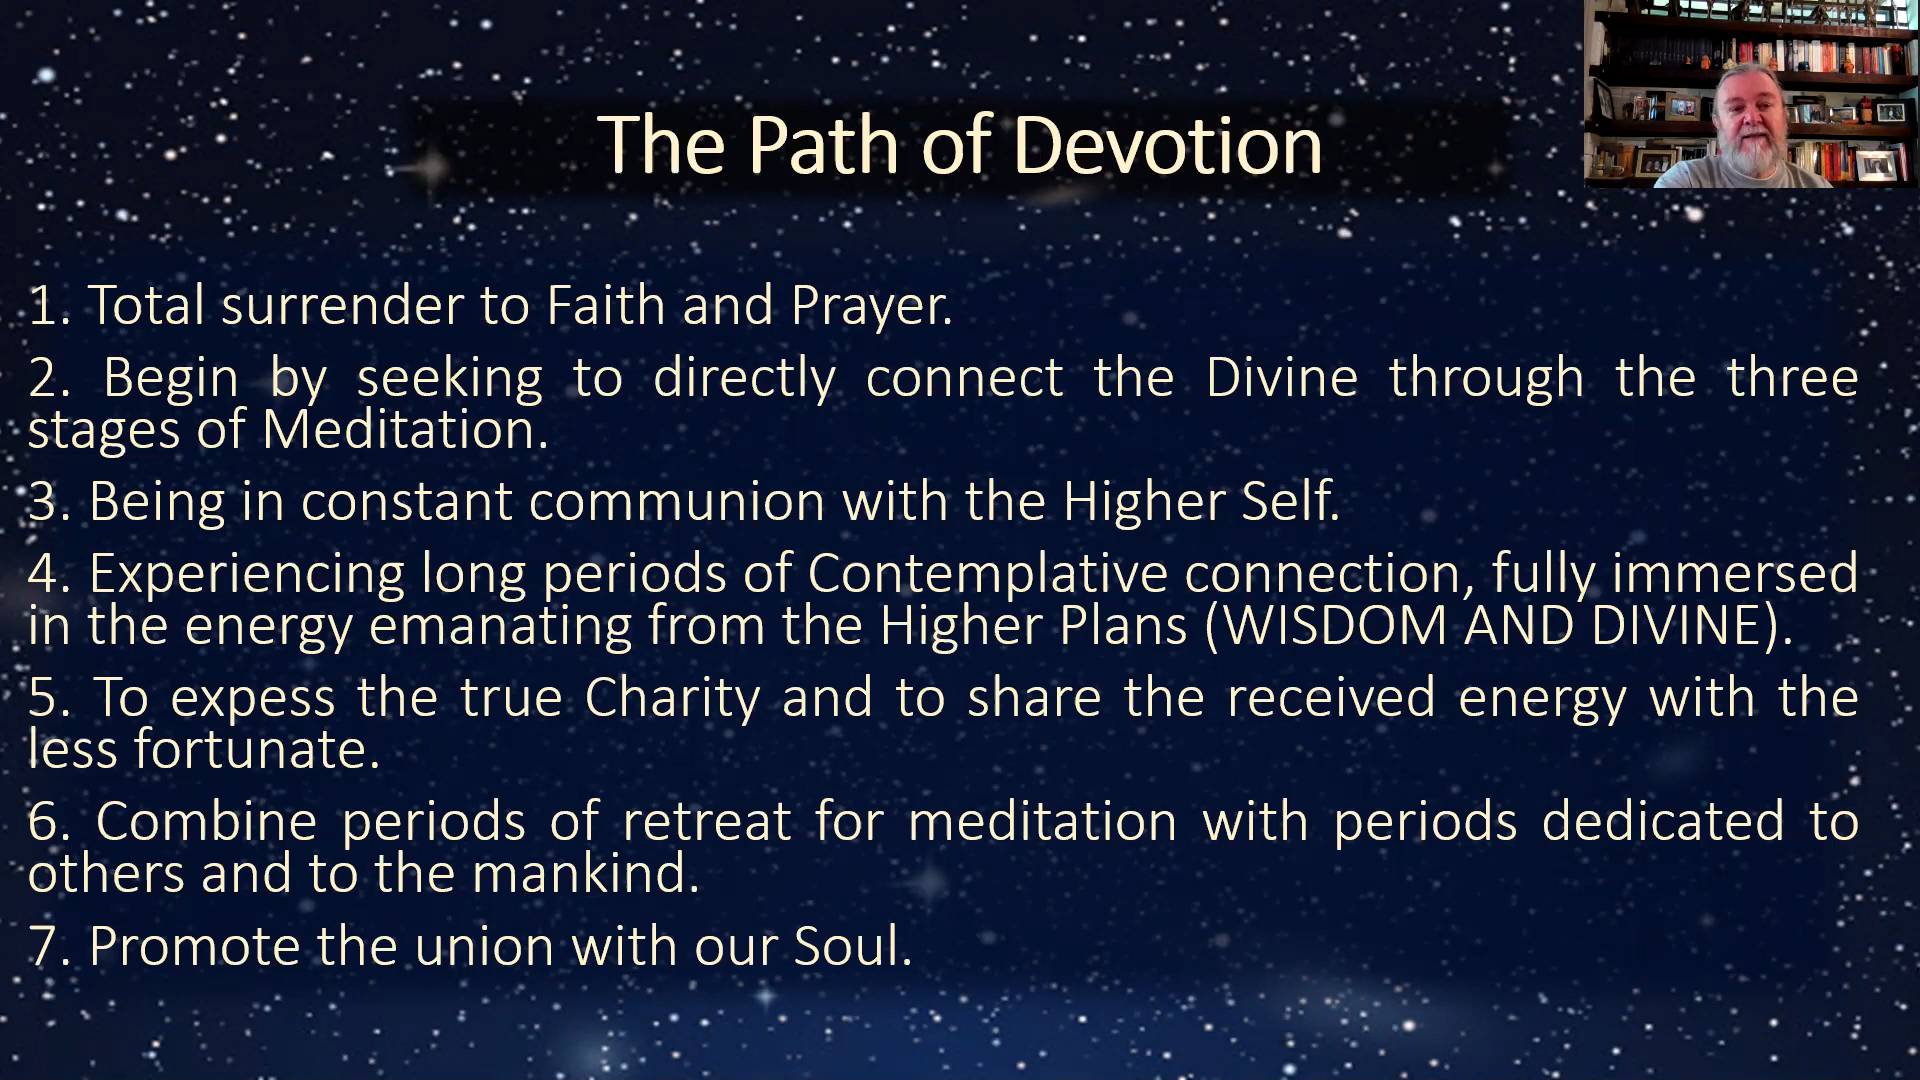 The Path of Devotion
1. Total surrender to Faith and Prayer.
2. Begin by seeking to directly connect the Divine through the three
stages of Meditation.
3. Being in constant communion with the Higher Self.
4. Experiencing long periods of Contemplative connection, fully immersed
in the energy emanating from the Higher Plans (WISDOM AND DIVINE).
5. To expess the true Charity and to share the received energy with the
less fortunate.
6. Combine periods of retreat for meditation with periods dedicated to
others and to the mankind.
7. Promote the union with our Soul.